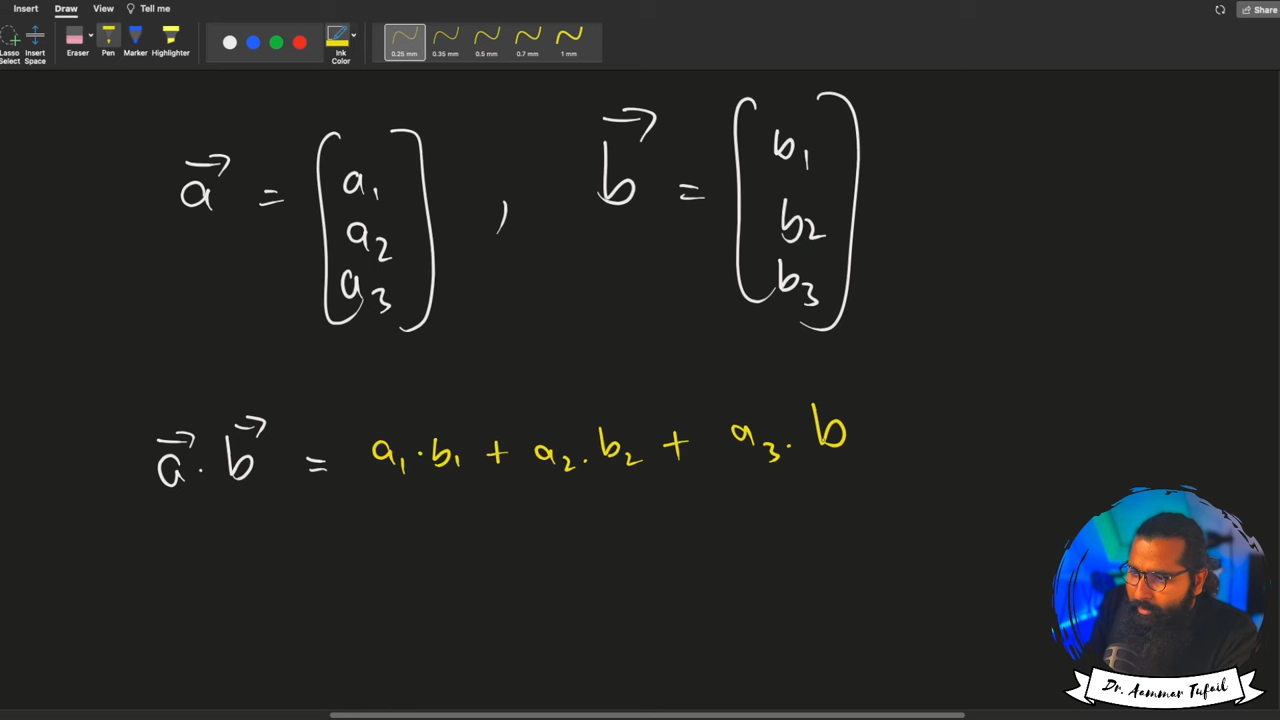 Insert Draw View Tell me Share
Lasso Select Insert Space Eraser Pen Marker Highlighter Ink Color 0.25 mm 0.35 mm 0.5 mm 0.7 mm 1 mm
a⃗ = [a₁ a₂ a₃] , b⃗ = [b₁ b₂ b₃]
a⃗ . b⃗ = a₁ · b₁ + a₂ . b₂ + a₃ . b
Dr. Aammar Tufail